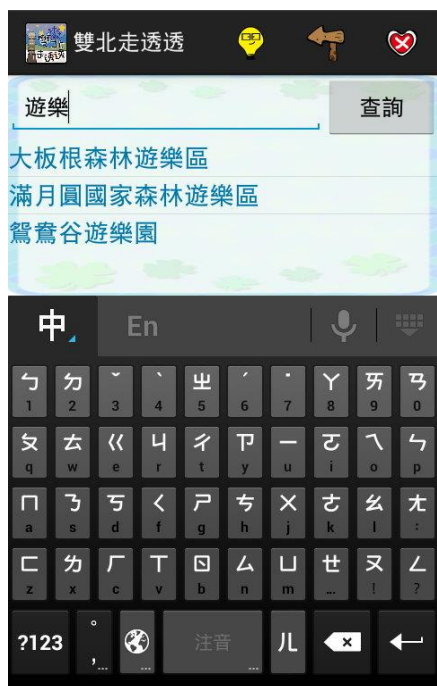 雙北走透透
遊樂
查詢
大板根森林遊樂區
滿月圓國家森林遊樂區
鴛鴦谷遊樂園
中 En
ㄅ ㄉ ˇ ˋ ㄓ ˊ ˙ ㄚ ㄞ ㄢ
1 2 3 4 5 6 7 8 9 0
ㄆ ㄊ ㄍ ㄐ ㄔ ㄗ ㄧ ㄛ ㄟ ㄣ
q w e r t y u i o p
ㄇ ㄋ ㄎ ㄑ ㄕ ㄘ ㄨ ㄜ ㄠ ㄤ
a s d f g h j k l :
ㄈ ㄌ ㄏ ㄒ ㄖ ㄙ ㄩ ㄝ ㄡ ㄥ
z x c v b n m ... ! ?
?123 ° , ... ... 注音 ... ㄦ